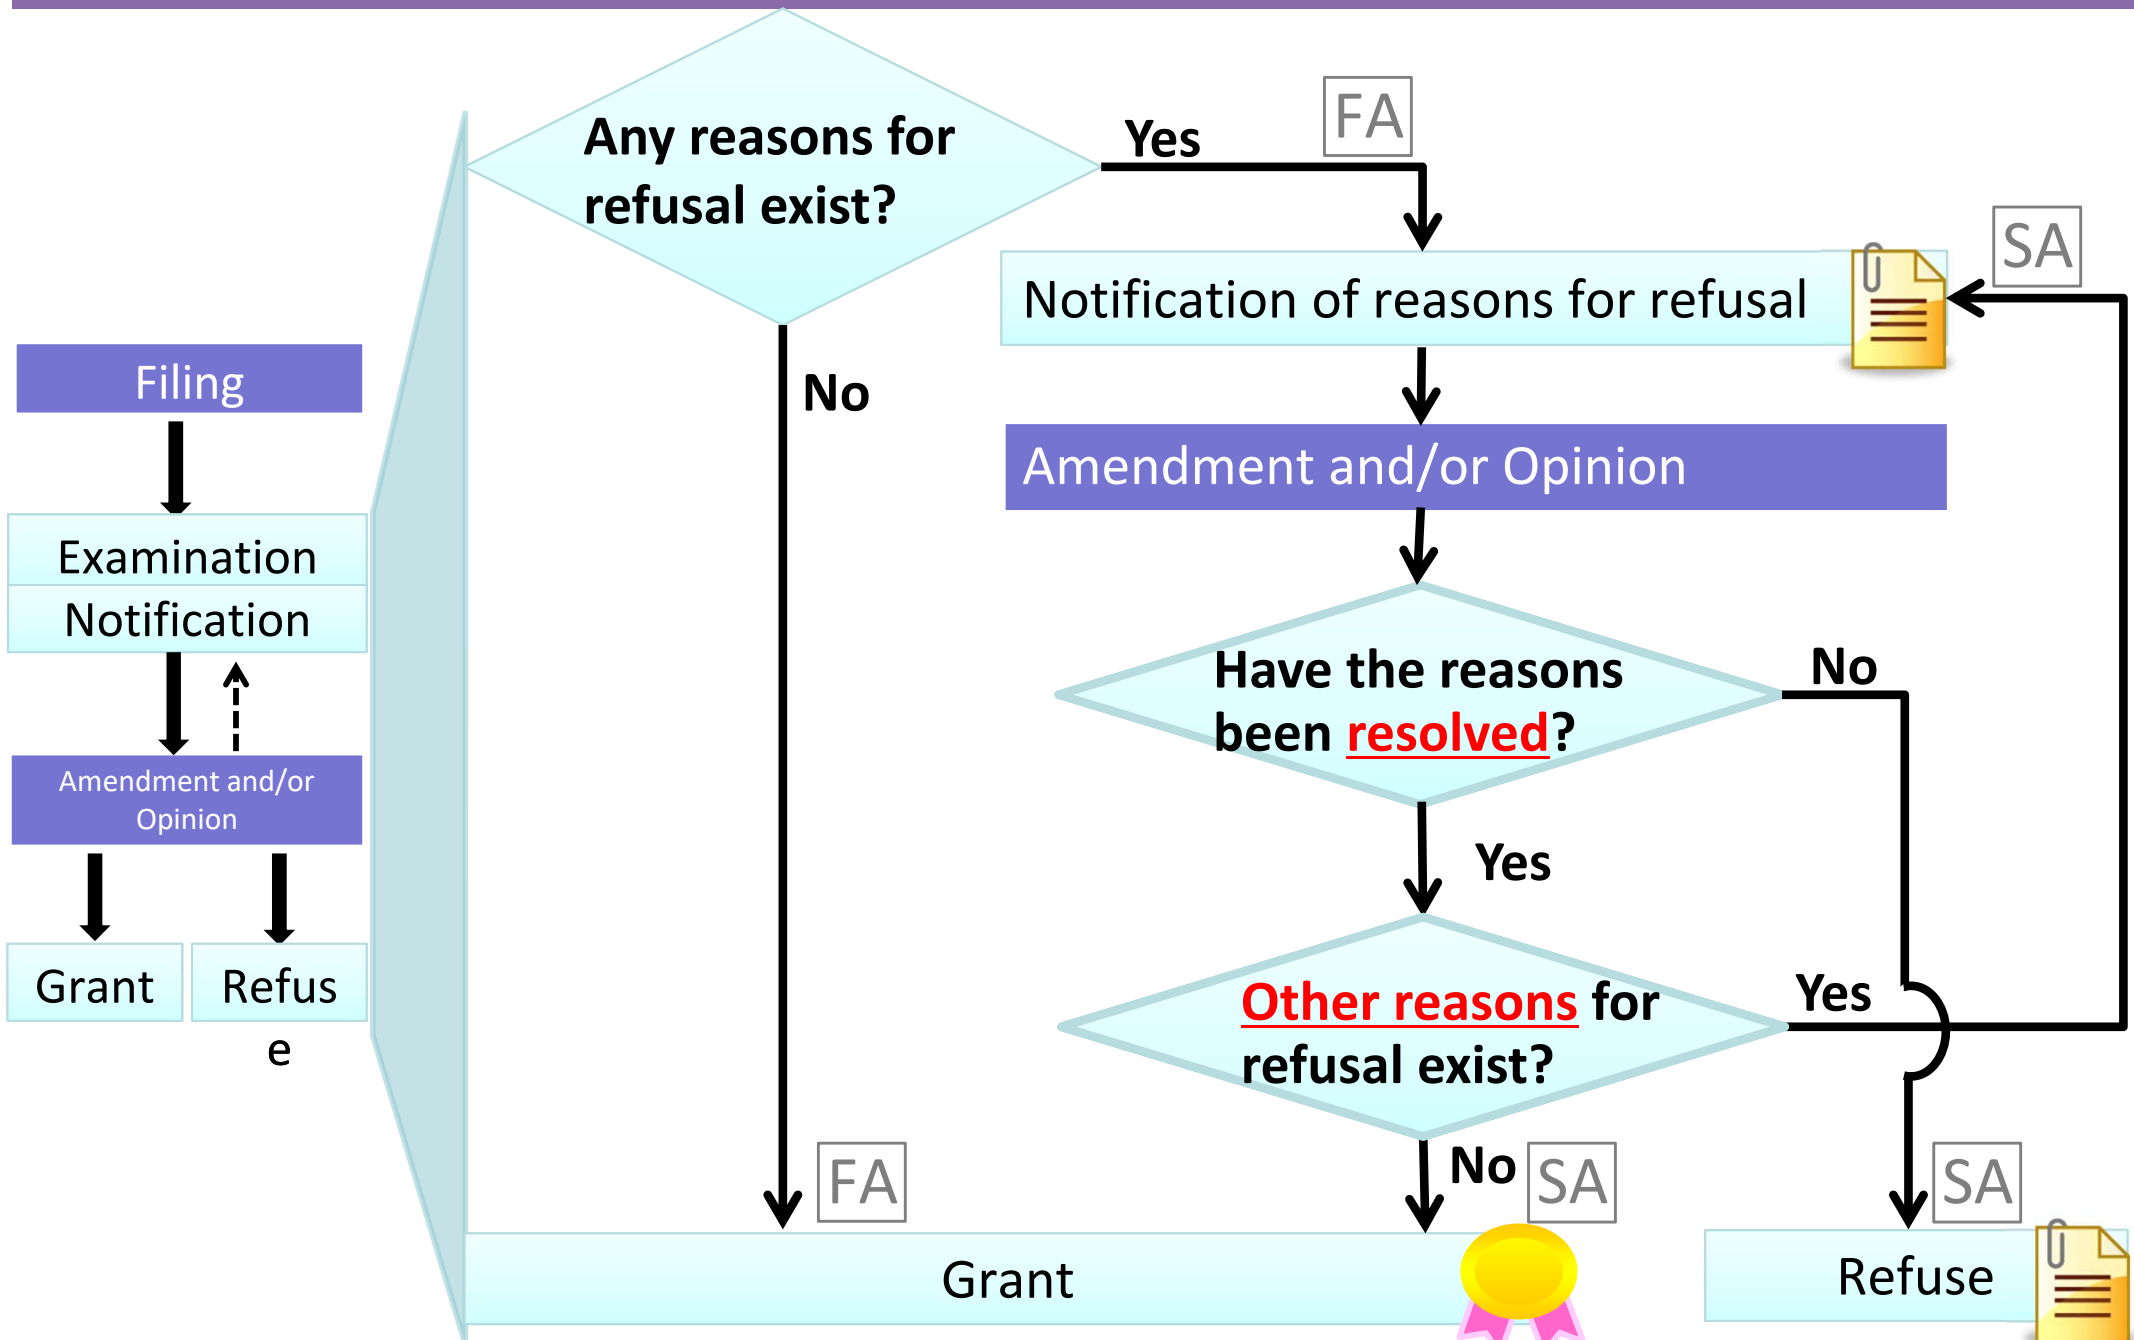 Filing
Examination
Notification
Amendment and/or
Opinion
Grant
Refus
e
Any reasons for
refusal exist?
Yes
FA
No
Notification of reasons for refusal
SA
Amendment and/or Opinion
Have the reasons
been resolved?
No
Yes
Other reasons for
refusal exist?
Yes
No
SA
FA
SA
Grant
Refuse